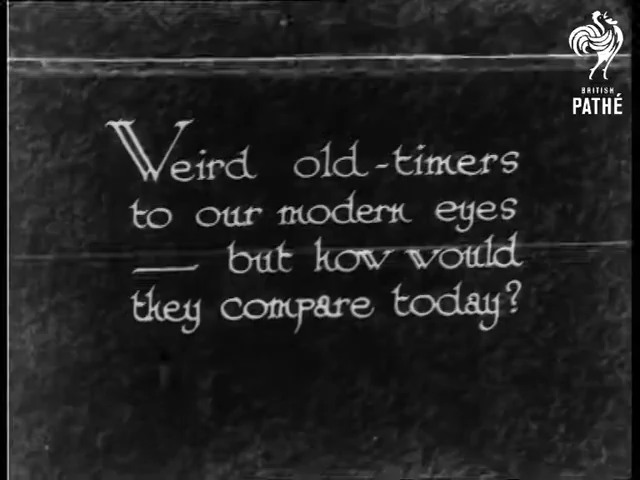 BRITISH
PATHÉ
Weird old-timers
to our modern eyes
— but how would
they compare today?